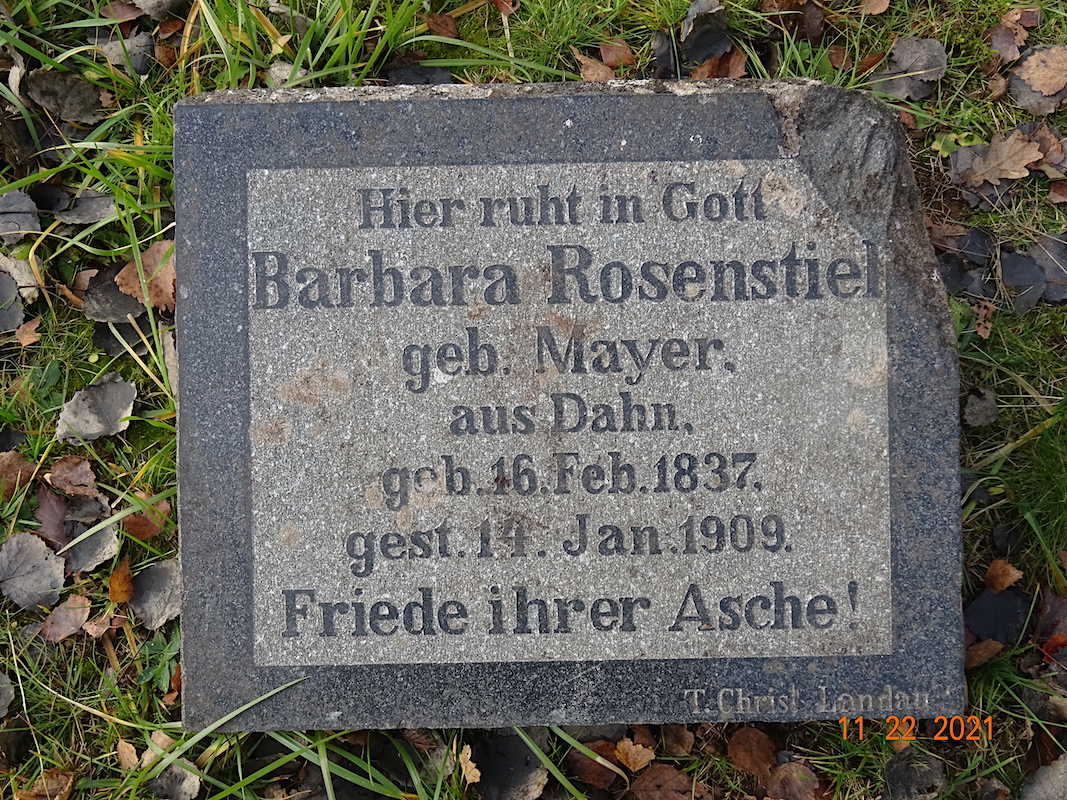 Hier ruht in Gott
Barbara Rosenstiel
geb. Mayer,
aus Dahn,
geb. 16. Feb. 1837,
gest. 14. Jan. 1909.
Friede ihrer Asche!
T. Christ Landau
11 22 2021